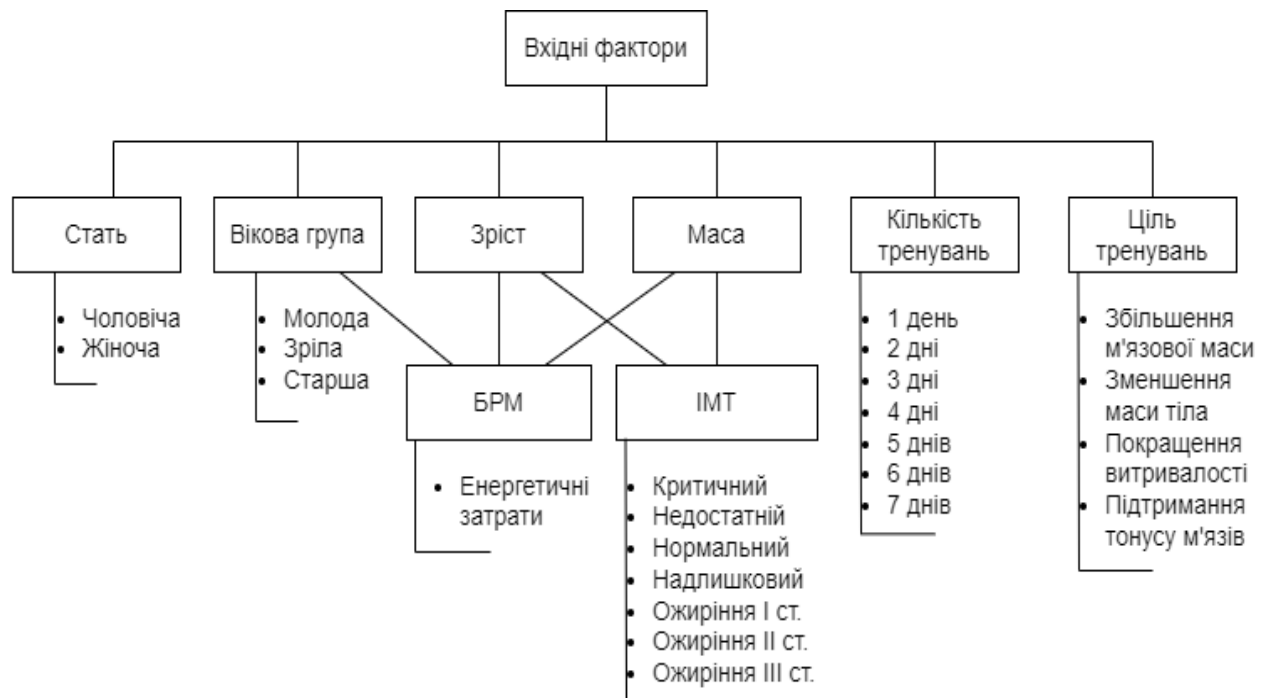 Вхідні фактори
Стать
Вікова група
Зріст
Маса
Кількість
тренувань
Ціль
тренувань
• Чоловіча
• Жіноча
• Молода
• Зріла
• Старша
БРМ
ІМТ
• Енергетичні
затрати
• Критичний
• Недостатній
• Нормальний
• Надлишковий
• Ожиріння І ст.
• Ожиріння ІІ ст.
• Ожиріння ІІІ ст.
• 1 день
• 2 дні
• 3 дні
• 4 дні
• 5 днів
• 6 днів
• 7 днів
• Збільшення
м'язової маси
• Зменшення
маси тіла
• Покращення
витривалості
• Підтримання
тонусу м'язів